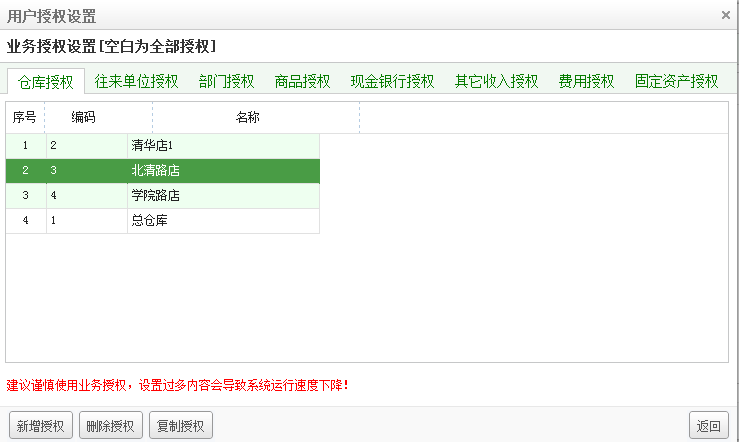 用户授权设置 ×
业务授权设置[空白为全部授权]
仓库授权 往来单位授权 部门授权 商品授权 现金银行授权 其它收入授权 费用授权 固定资产授权
序号 编码 名称
1 2 清华店1
2 3 北清路店
3 4 学院路店
4 1 总仓库
建议谨慎使用业务授权，设置过多内容会导致系统运行速度下降！
新增授权 删除授权 复制授权 返回